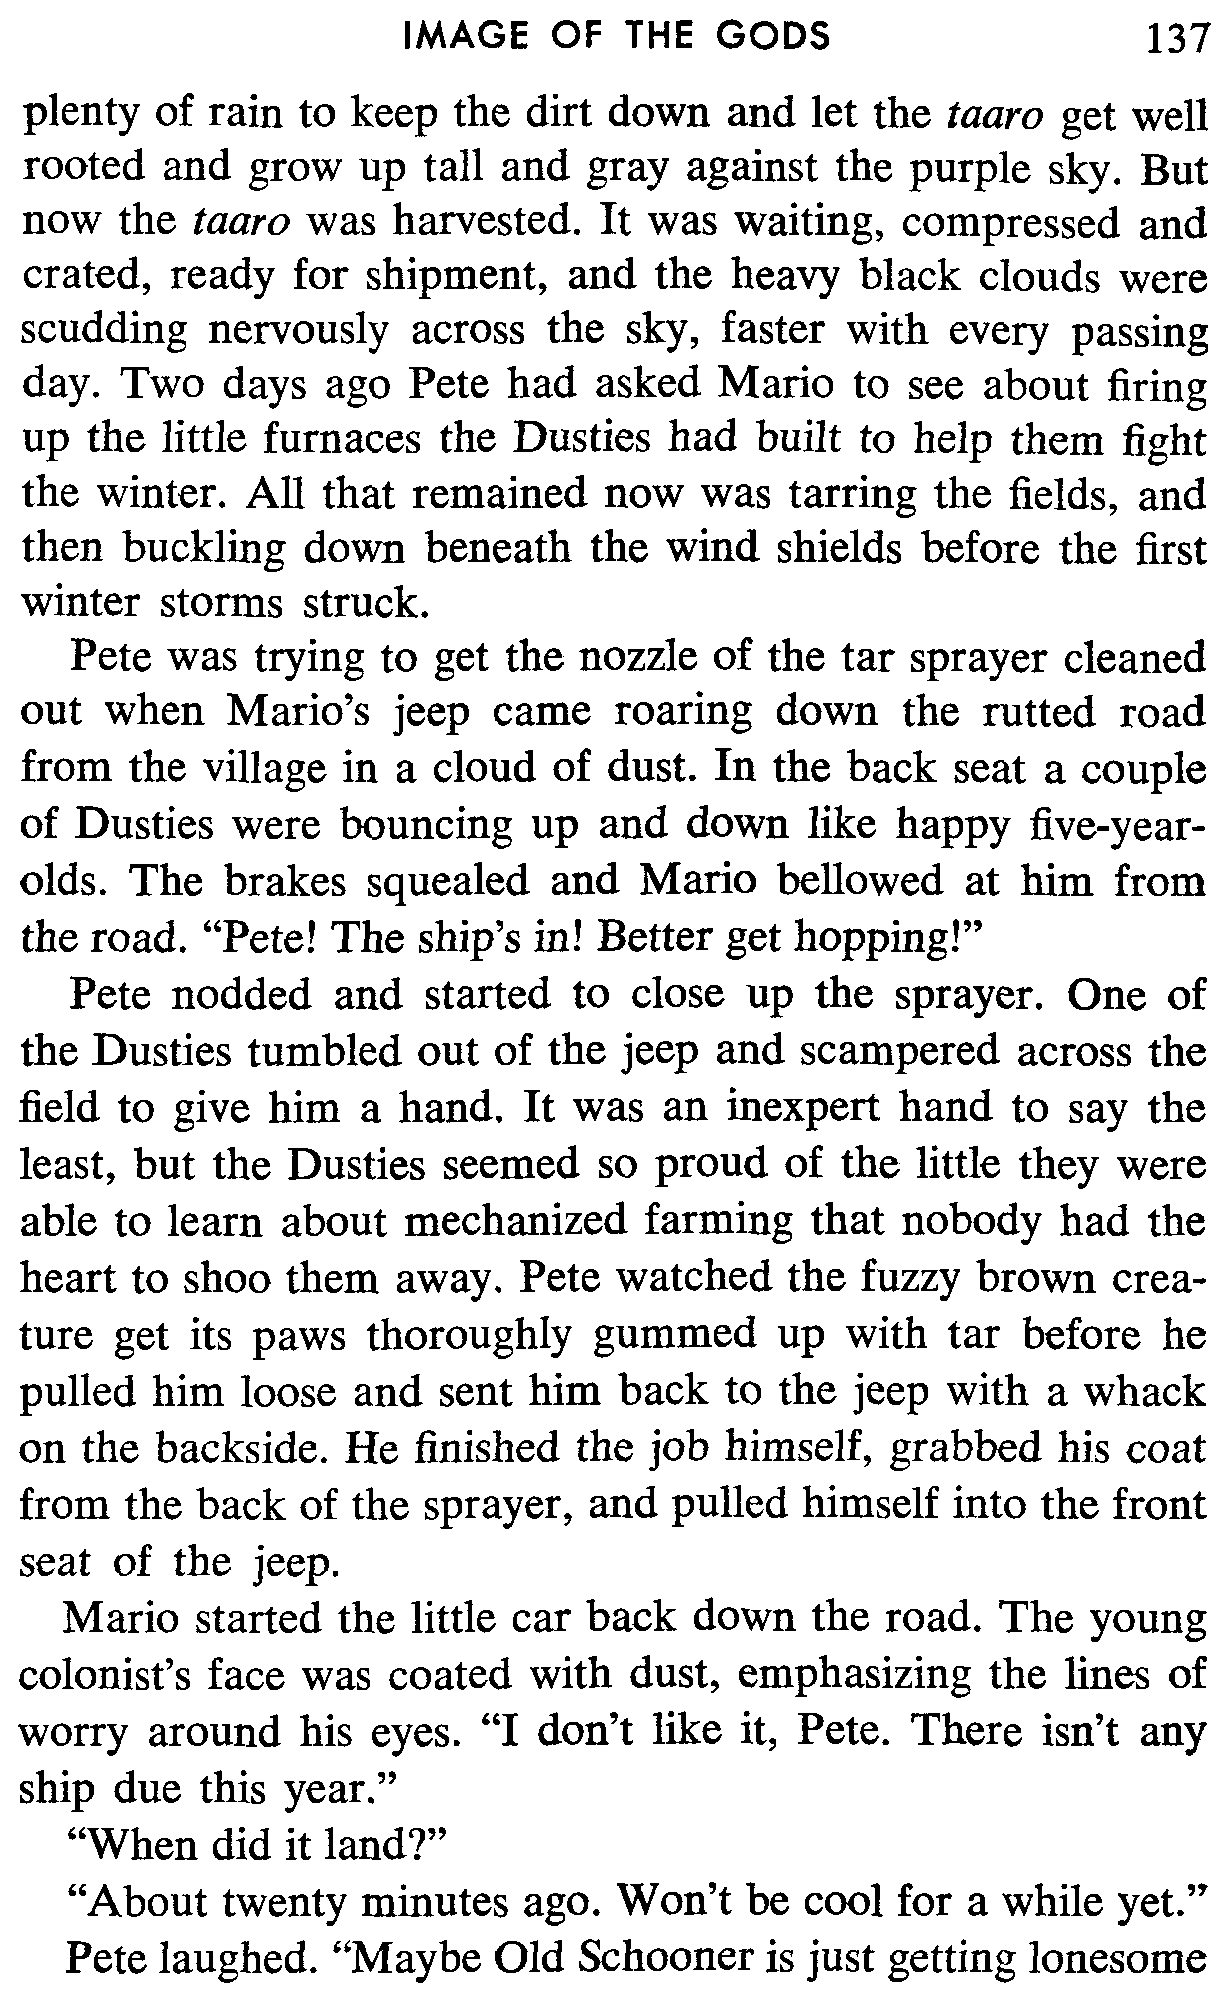 IMAGE OF THE GODS 137
plenty of rain to keep the dirt down and let the taaro get well
rooted and grow up tall and gray against the purple sky. But
now the taaro was harvested. It was waiting, compressed and
crated, ready for shipment, and the heavy black clouds were
scudding nervously across the sky, faster with every passing
day. Two days ago Pete had asked Mario to see about firing
up the little furnaces the Dusties had built to help them fight
the winter. All that remained now was tarring the fields, and
then buckling down beneath the wind shields before the first
winter storms struck.
Pete was trying to get the nozzle of the tar sprayer cleaned
out when Mario’s jeep came roaring down the rutted road
from the village in a cloud of dust. In the back seat a couple
of Dusties were bouncing up and down like happy five-year-
olds. The brakes squealed and Mario bellowed at him from
the road. “Pete! The ship’s in! Better get hopping!”
Pete nodded and started to close up the sprayer. One of
the Dusties tumbled out of the jeep and scampered across the
field to give him a hand. It was an inexpert hand to say the
least, but the Dusties seemed so proud of the little they were
able to learn about mechanized farming that nobody had the
heart to shoo them away. Pete watched the fuzzy brown crea-
ture get its paws thoroughly gummed up with tar before he
pulled him loose and sent him back to the jeep with a whack
on the backside. He finished the job himself, grabbed his coat
from the back of the sprayer, and pulled himself into the front
seat of the jeep.
Mario started the little car back down the road. The young
colonist’s face was coated with dust, emphasizing the lines of
worry around his eyes. “I don’t like it, Pete. There isn’t any
ship due this year.”
“When did it land?”
“About twenty minutes ago. Won’t be cool for a while yet.”
Pete laughed. “Maybe Old Schooner is just getting lonesome